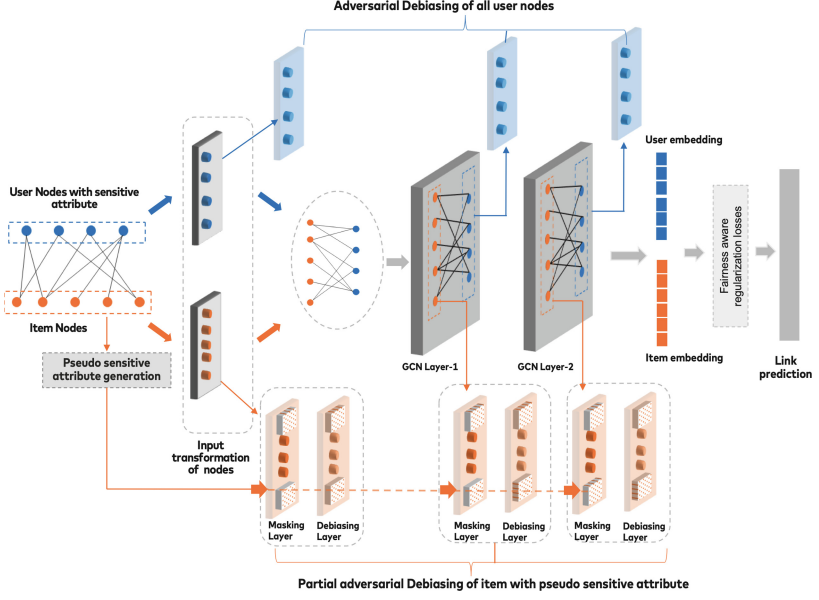 Adversarial Debiasing of all user nodes
User Nodes with sensitive
attribute
User embedding
Fairness aware
regularization losses
Item Nodes
Pseudo sensitive
attribute generation
GCN Layer-1
GCN Layer-2
Item embedding
Link
prediction
Input
transformation
of nodes
Masking
Layer
Debiasing
Layer
Masking
Layer
Debiasing
Layer
Masking
Layer
Debiasing
Layer
Partial adversarial Debiasing of item with pseudo sensitive attribute